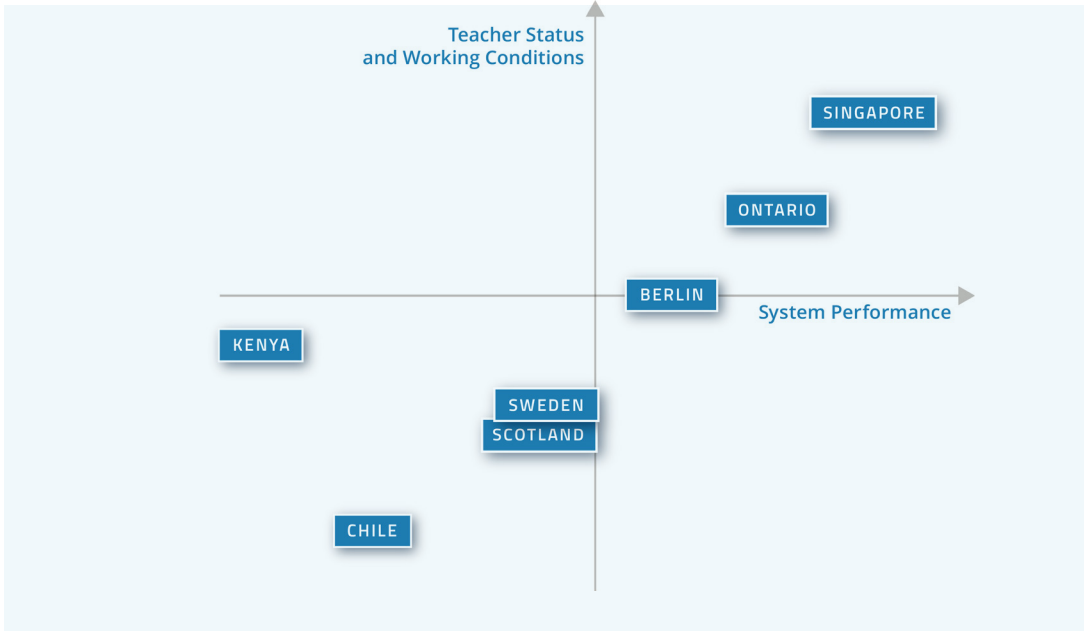 Teacher Status
and Working Conditions
SINGAPORE
ONTARIO
BERLIN
System Performance
KENYA
SWEDEN
SCOTLAND
CHILE